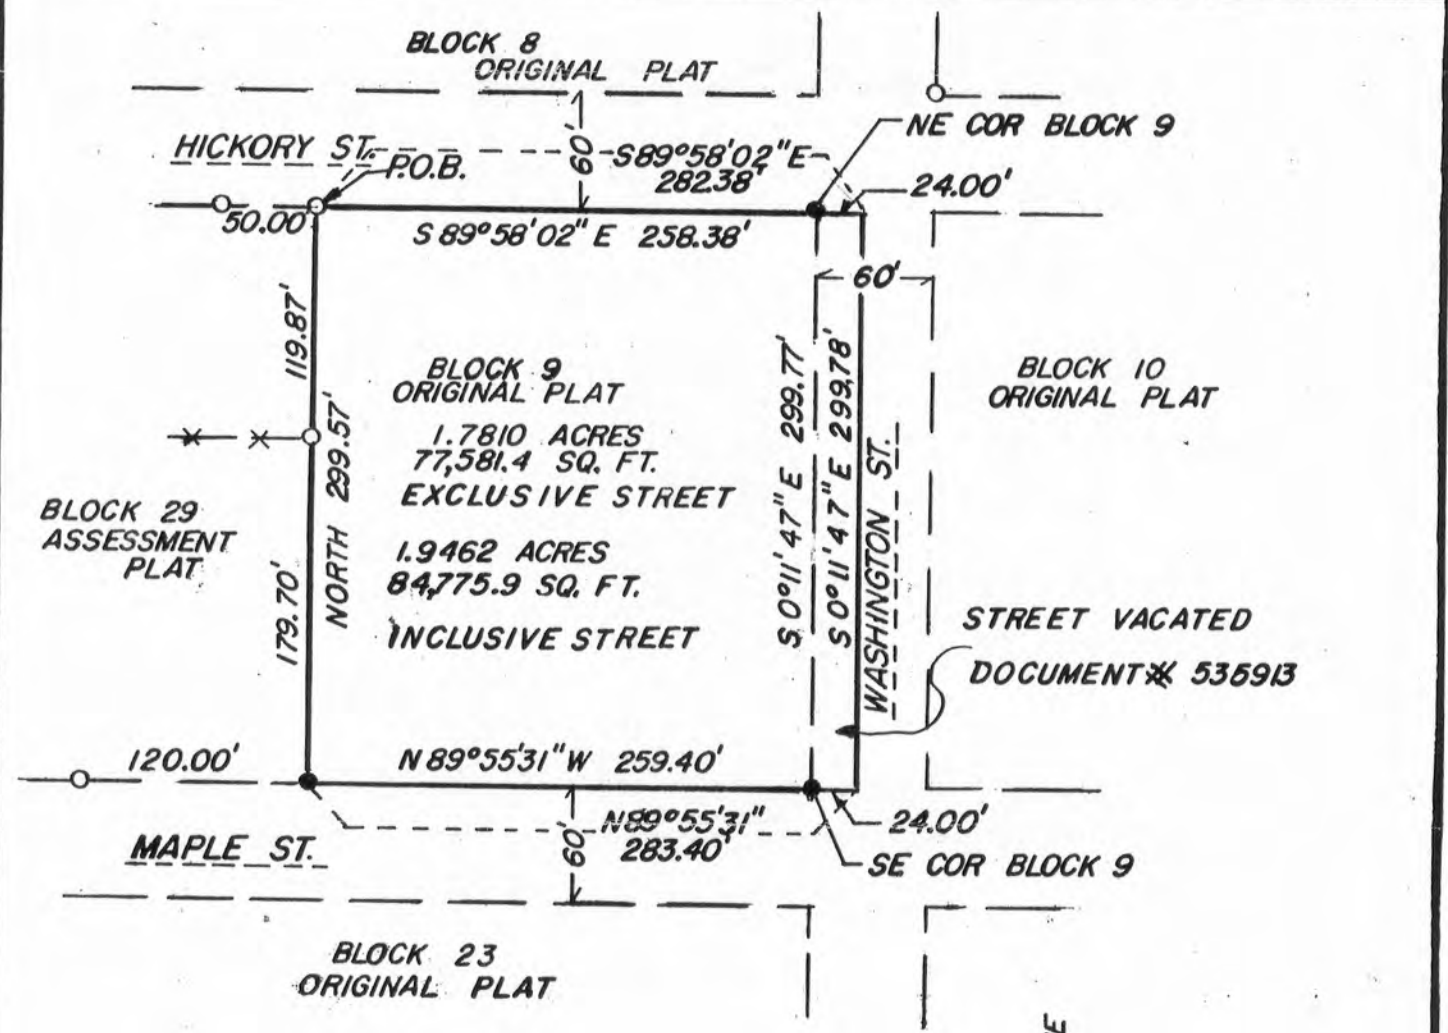 BLOCK 8
ORIGINAL PLAT
HICKORY ST.
P.O.B.
60'
S89°58'02"E
282.38'
NE COR BLOCK 9
24.00'
50.00'
S 89°58'02" E 258.38'
60'
119.87'
NORTH 299.57'
179.70'
BLOCK 9
ORIGINAL PLAT
1.7810 ACRES
77,581.4 SQ. FT.
EXCLUSIVE STREET
1.9462 ACRES
84,775.9 SQ. FT.
INCLUSIVE STREET
S 0°11'47" E 299.77'
S 0°11'47" E 299.78'
WASHINGTON ST.
BLOCK 10
ORIGINAL PLAT
BLOCK 29
ASSESSMENT
PLAT
STREET VACATED
DOCUMENT # 535913
120.00'
N 89°55'31" W 259.40'
N89°55'31"
283.40'
60'
24.00'
MAPLE ST.
SE COR BLOCK 9
BLOCK 23
ORIGINAL PLAT
E